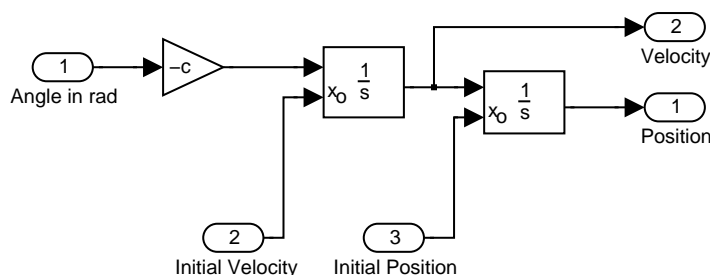 2
Velocity
1
Angle in rad
−c
1
s
xo
1
s
xo
1
Position
2
Initial Velocity
3
Initial Position